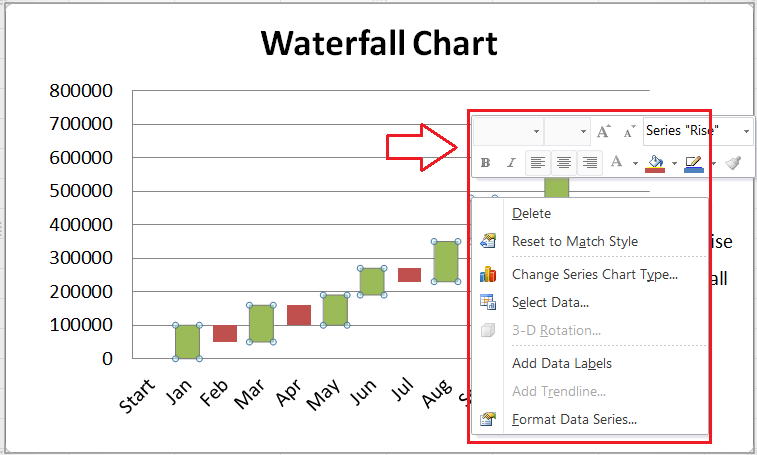 Waterfall Chart
800000
700000
600000
500000
400000
300000
200000
100000
0
Start Jan Feb Mar Apr May Jun Jul Aug
Series "Rise"
B I A
Delete
Reset to Match Style
Change Series Chart Type...
Select Data...
3-D Rotation...
Add Data Labels
Add Trendline...
Format Data Series...